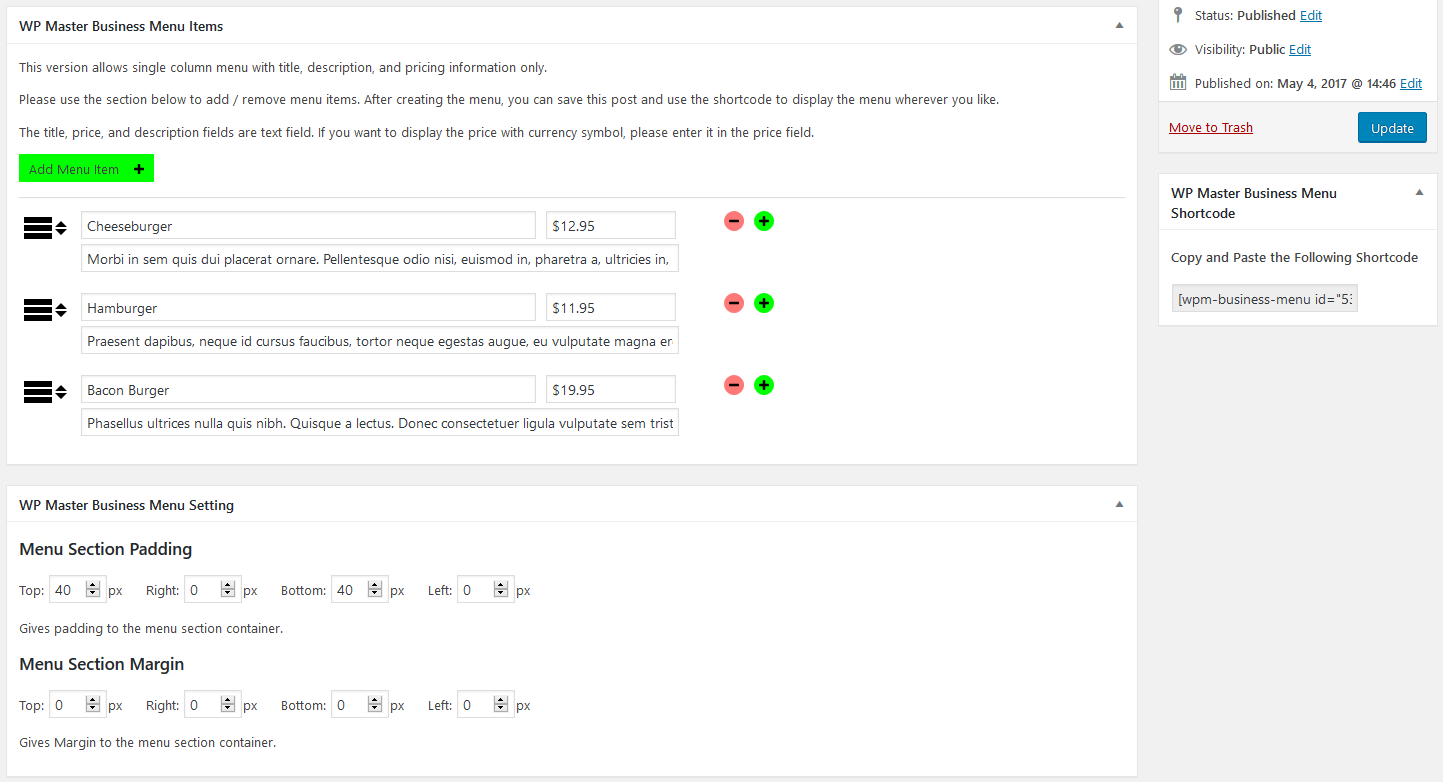 WP Master Business Menu Items
This version allows single column menu with title, description, and pricing information only.
Please use the section below to add / remove menu items. After creating the menu, you can save this post and use the shortcode to display the menu wherever you like.
The title, price, and description fields are text field. If you want to display the price with currency symbol, please enter it in the price field.
Add Menu Item
Cheeseburger $12.95
Morbi in sem quis dui placerat ornare. Pellentesque odio nisi, euismod in, pharetra a, ultricies in,
Hamburger $11.95
Praesent dapibus, neque id cursus faucibus, tortor neque egestas augue, eu vulputate magna er
Bacon Burger $19.95
Phasellus ultrices nulla quis nibh. Quisque a lectus. Donec consectetuer ligula vulputate sem trist
WP Master Business Menu Setting
Menu Section Padding
Top: 40 px Right: 0 px Bottom: 40 px Left: 0 px
Gives padding to the menu section container.
Menu Section Margin
Top: 0 px Right: 0 px Bottom: 0 px Left: 0 px
Gives Margin to the menu section container.
Status: Published Edit
Visibility: Public Edit
Published on: May 4, 2017 @ 14:46 Edit
Move to Trash Update
WP Master Business Menu
Shortcode
Copy and Paste the Following Shortcode
[wpm-business-menu id="5